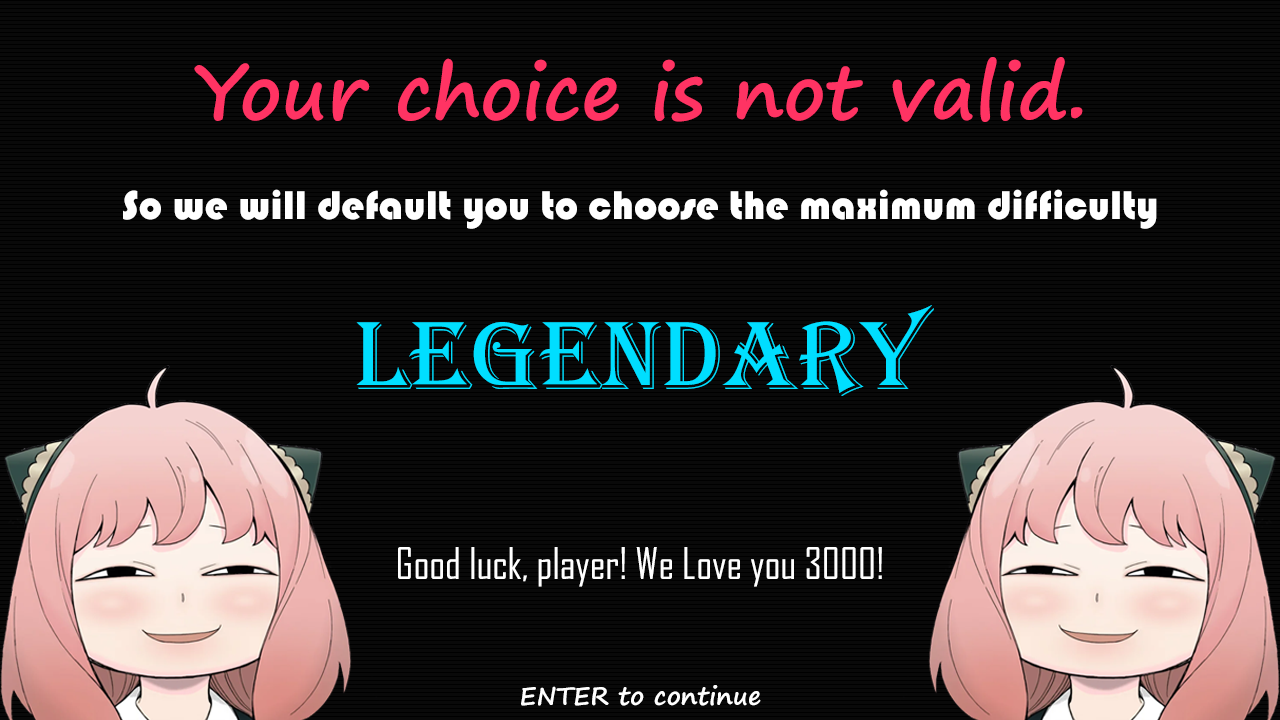 Your choice is not valid.
So we will default you to choose the maximum difficulty
LEGENDARY
Good luck, player! We Love you 3000!
ENTER to continue